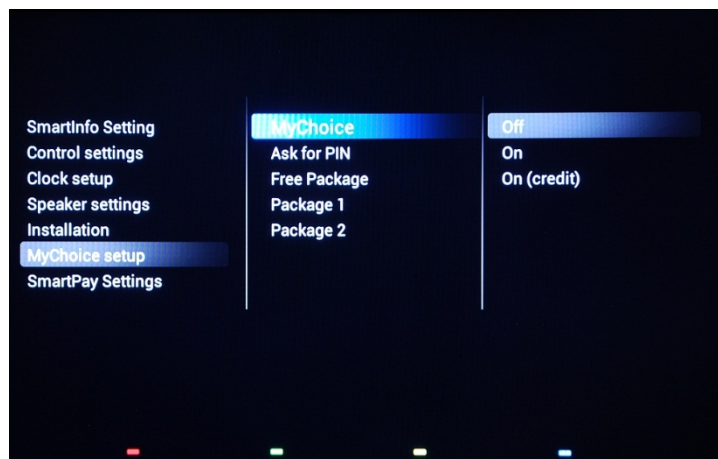 SmartInfo Setting
Control settings
Clock setup
Speaker settings
Installation
MyChoice setup
SmartPay Settings
MyChoice
Ask for PIN
Free Package
Package 1
Package 2
Off
On
On (credit)